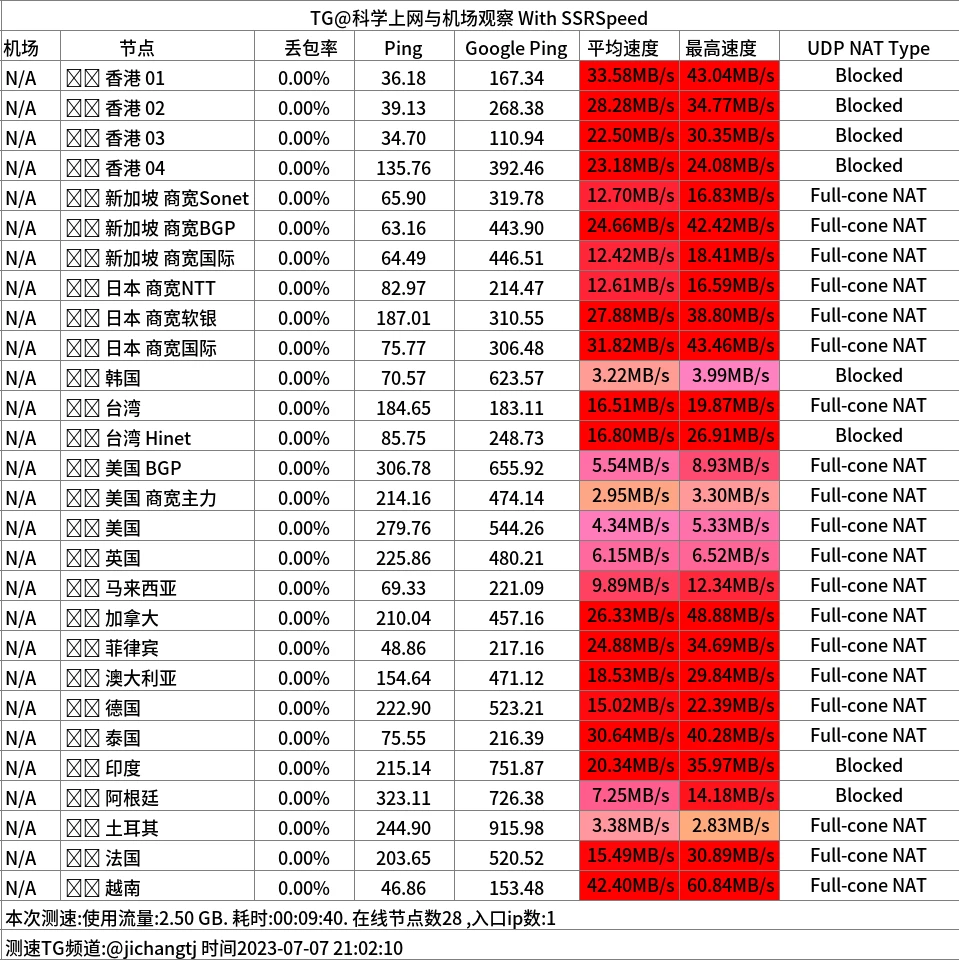 TG@科学上网与机场观察 With SSRSpeed
机场 节点 丢包率 Ping Google Ping 平均速度 最高速度 UDP NAT Type
N/A 香港 01 0.00% 36.18 167.34 33.58MB/s 43.04MB/s Blocked
N/A 香港 02 0.00% 39.13 268.38 28.28MB/s 34.77MB/s Blocked
N/A 香港 03 0.00% 34.70 110.94 22.50MB/s 30.35MB/s Blocked
N/A 香港 04 0.00% 135.76 392.46 23.18MB/s 24.08MB/s Blocked
N/A 新加坡 商宽Sonet 0.00% 65.90 319.78 12.70MB/s 16.83MB/s Full-cone NAT
N/A 新加坡 商宽BGP 0.00% 63.16 443.90 24.66MB/s 42.42MB/s Full-cone NAT
N/A 新加坡 商宽国际 0.00% 64.49 446.51 12.42MB/s 18.41MB/s Full-cone NAT
N/A 日本 商宽NTT 0.00% 82.97 214.47 12.61MB/s 16.59MB/s Full-cone NAT
N/A 日本 商宽软银 0.00% 187.01 310.55 27.88MB/s 38.80MB/s Full-cone NAT
N/A 日本 商宽国际 0.00% 75.77 306.48 31.82MB/s 43.46MB/s Full-cone NAT
N/A 韩国 0.00% 70.57 623.57 3.22MB/s 3.99MB/s Blocked
N/A 台湾 0.00% 184.65 183.11 16.51MB/s 19.87MB/s Full-cone NAT
N/A 台湾 Hinet 0.00% 85.75 248.73 16.80MB/s 26.91MB/s Blocked
N/A 美国 BGP 0.00% 306.78 655.92 5.54MB/s 8.93MB/s Full-cone NAT
N/A 美国 商宽主力 0.00% 214.16 474.14 2.95MB/s 3.30MB/s Full-cone NAT
N/A 美国 0.00% 279.76 544.26 4.34MB/s 5.33MB/s Full-cone NAT
N/A 英国 0.00% 225.86 480.21 6.15MB/s 6.52MB/s Full-cone NAT
N/A 马来西亚 0.00% 69.33 221.09 9.89MB/s 12.34MB/s Full-cone NAT
N/A 加拿大 0.00% 210.04 457.16 26.33MB/s 48.88MB/s Full-cone NAT
N/A 菲律宾 0.00% 48.86 217.16 24.88MB/s 34.69MB/s Full-cone NAT
N/A 澳大利亚 0.00% 154.64 471.12 18.53MB/s 29.84MB/s Full-cone NAT
N/A 德国 0.00% 222.90 523.21 15.02MB/s 22.39MB/s Full-cone NAT
N/A 泰国 0.00% 75.55 216.39 30.64MB/s 40.28MB/s Full-cone NAT
N/A 印度 0.00% 215.14 751.87 20.34MB/s 35.97MB/s Blocked
N/A 阿根廷 0.00% 323.11 726.38 7.25MB/s 14.18MB/s Blocked
N/A 土耳其 0.00% 244.90 915.98 3.38MB/s 2.83MB/s Full-cone NAT
N/A 法国 0.00% 203.65 520.52 15.49MB/s 30.89MB/s Full-cone NAT
N/A 越南 0.00% 46.86 153.48 42.40MB/s 60.84MB/s Full-cone NAT
本次测速:使用流量:2.50 GB. 耗时:00:09:40. 在线节点数28 ,入口ip数:1
测速TG频道:@jichangtj 时间2023-07-07 21:02:10